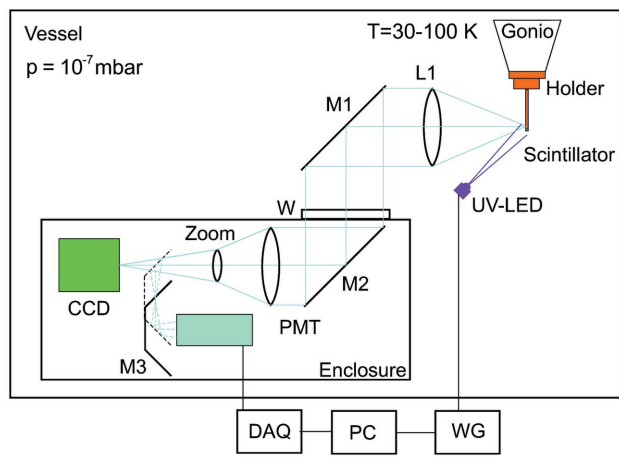 Vessel
p = 10⁻⁷ mbar
T=30-100 K
Gonio
L1
Holder
M1
Scintillator
W
UV-LED
Zoom
M2
CCD
PMT
M3
Enclosure
DAQ
PC
WG